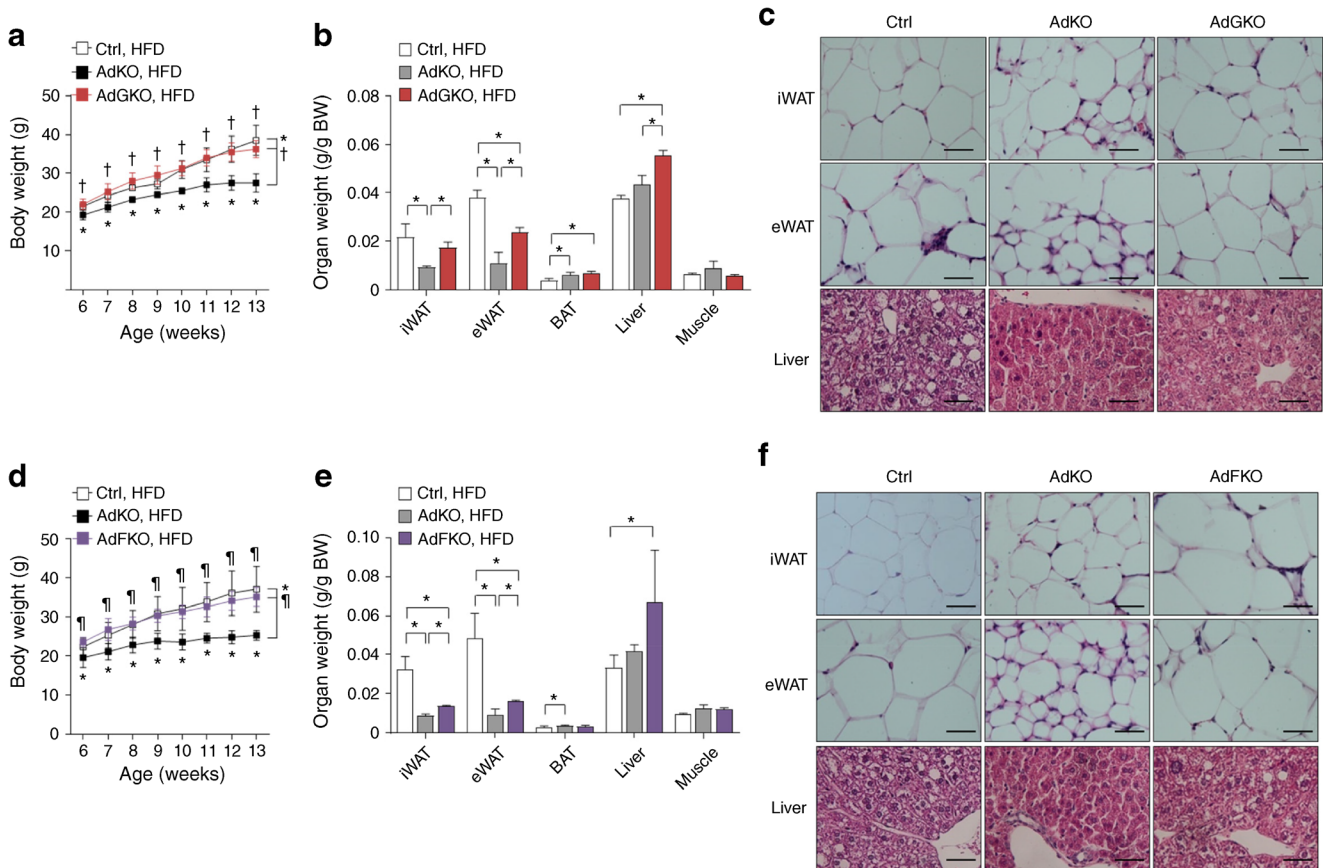 a
Ctrl, HFD
AdKO, HFD
AdGKO, HFD
Body weight (g)
50
40
30
20
10
† † † † † † † †
* * * * * * * *
*
†
6 7 8 9 10 11 12 13
Age (weeks)
b
Ctrl, HFD
AdKO, HFD
AdGKO, HFD
Organ weight (g/g BW)
0.08
0.06
0.04
0.02
0
* * * * * * * * *
iWAT eWAT BAT Liver Muscle
c
Ctrl AdKO AdGKO
iWAT
eWAT
Liver
d
Ctrl, HFD
AdKO, HFD
AdFKO, HFD
Body weight (g)
50
40
30
20
10
0
¶ ¶ ¶ ¶ ¶ ¶ ¶ ¶
* * * * * * * *
*
¶
6 7 8 9 10 11 12 13
Age (weeks)
e
Ctrl, HFD
AdKO, HFD
AdFKO, HFD
Organ weight (g/g BW)
0.10
0.08
0.06
0.04
0.02
0
* * * * * * * *
iWAT eWAT BAT Liver Muscle
f
Ctrl AdKO AdFKO
iWAT
eWAT
Liver